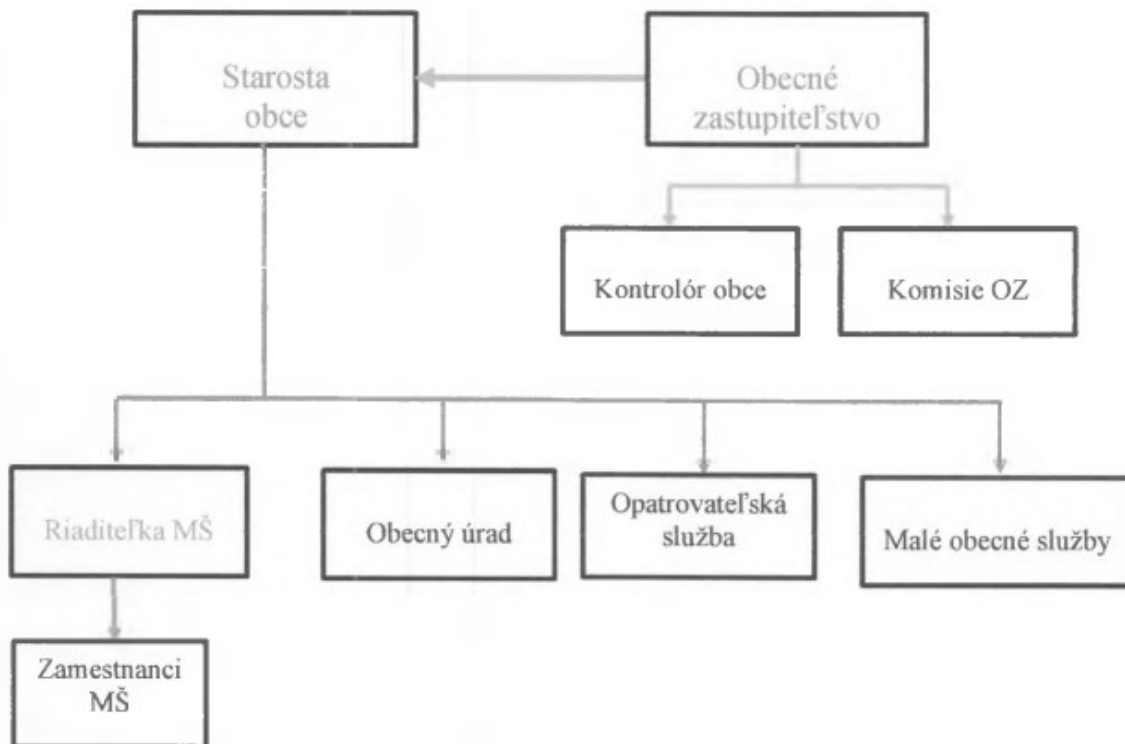 Starosta
obce
Obecné
zastupiteľstvo
Kontrolór obce
Komisie OZ
Riaditeľka MŠ
Obecný úrad
Opatrovateľská
služba
Malé obecné služby
Zamestnanci
MŠ